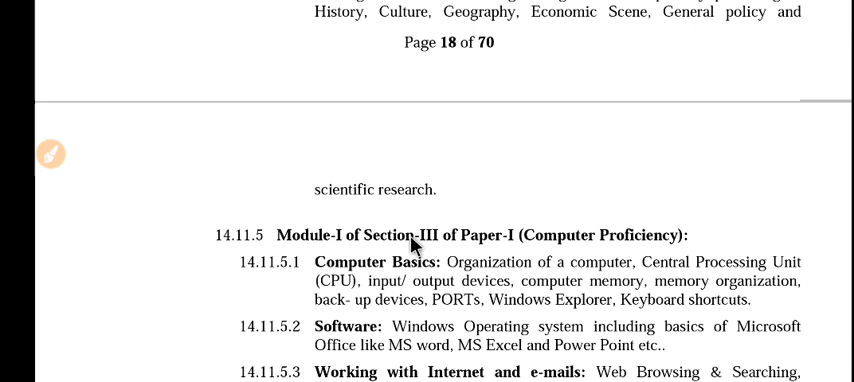 History, Culture, Geography, Economic Scene, General policy and
Page 18 of 70
scientific research.
14.11.5 Module-I of Section-III of Paper-I (Computer Proficiency):
14.11.5.1 Computer Basics: Organization of a computer, Central Processing Unit
(CPU), input/ output devices, computer memory, memory organization,
back- up devices, PORTs, Windows Explorer, Keyboard shortcuts.
14.11.5.2 Software: Windows Operating system including basics of Microsoft
Office like MS word, MS Excel and Power Point etc..
14.11.5.3 Working with Internet and e-mails: Web Browsing & Searching,